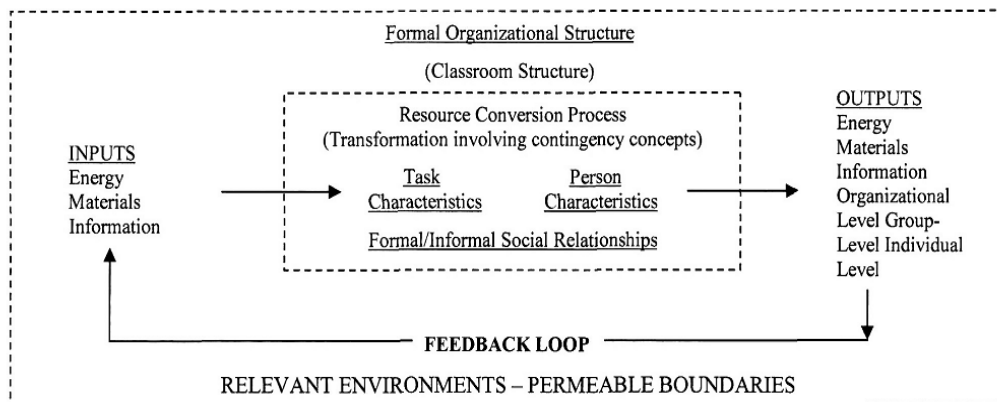 Formal Organizational Structure
(Classroom Structure)
Resource Conversion Process
(Transformation involving contingency concepts)
Task
Characteristics
Person
Characteristics
Formal/Informal Social Relationships
INPUTS
Energy
Materials
Information
OUTPUTS
Energy
Materials
Information
Organizational
Level Group-
Level Individual
Level
FEEDBACK LOOP
RELEVANT ENVIRONMENTS – PERMEABLE BOUNDARIES